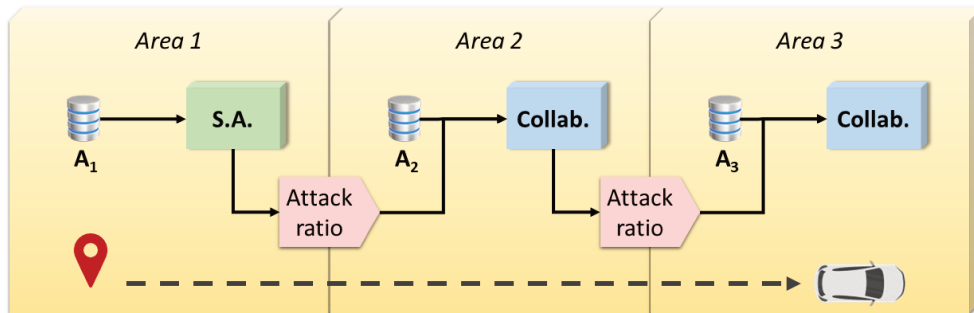 Area 1
Area 2
Area 3
S.A.
Collab.
Collab.
A₁
A₂
A₃
Attack
ratio
Attack
ratio